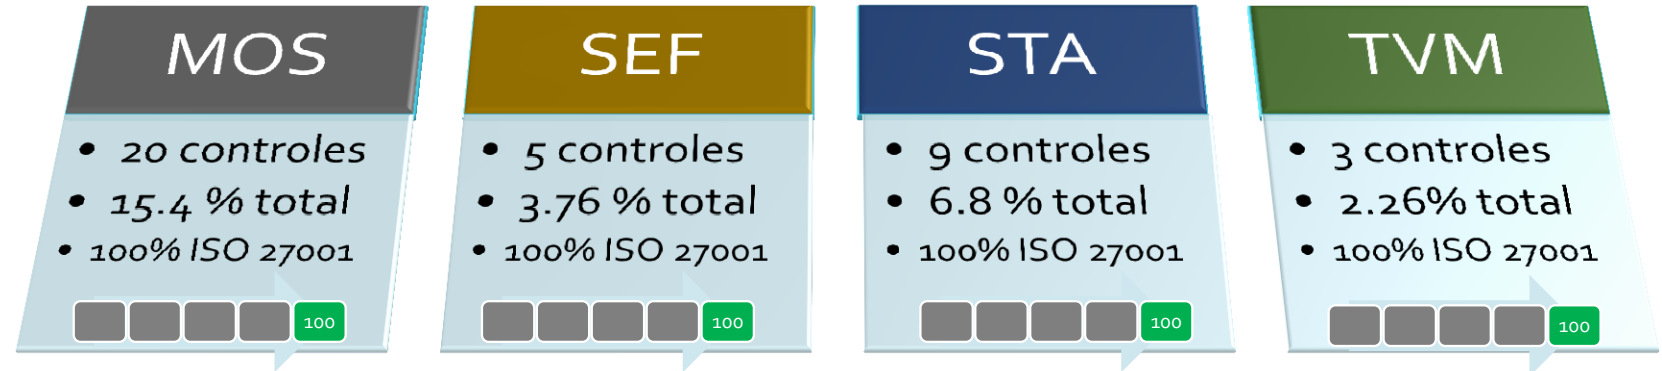 MOS
• 20 controles
• 15.4 % total
• 100% ISO 27001
100
SEF
• 5 controles
• 3.76 % total
• 100% ISO 27001
100
STA
• 9 controles
• 6.8 % total
• 100% ISO 27001
100
TVM
• 3 controles
• 2.26% total
• 100% ISO 27001
100